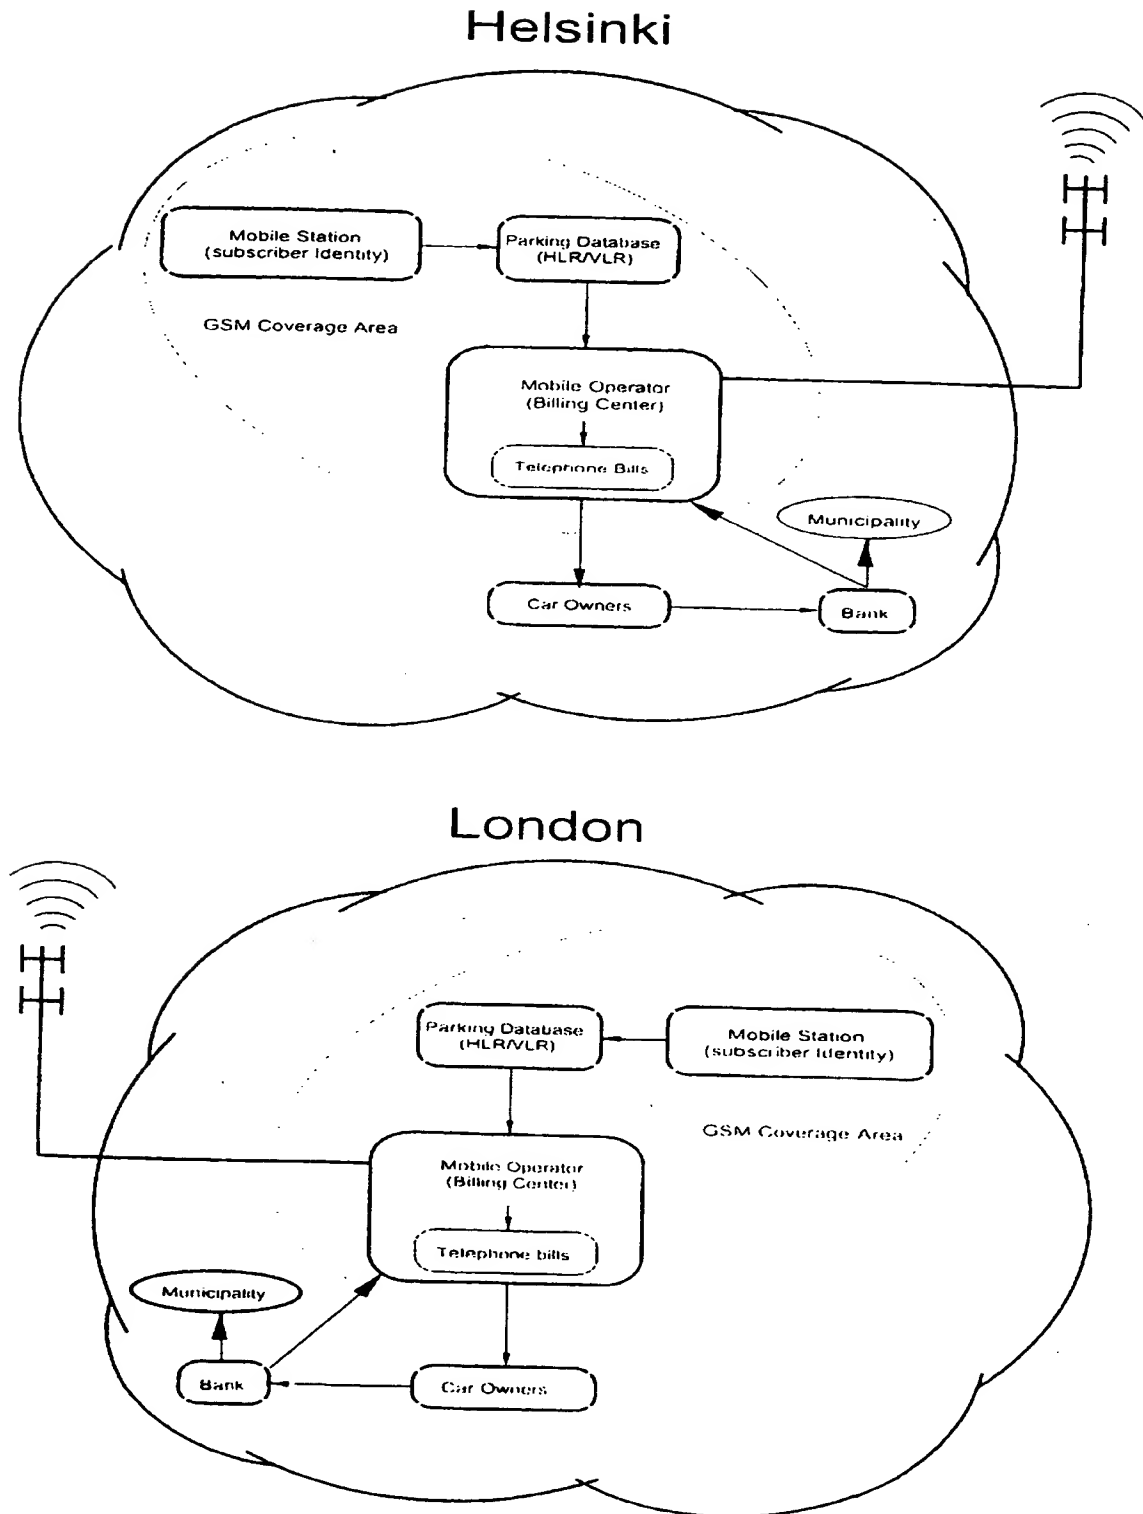 Helsinki
Mobile Station
(subscriber Identity)
Parking Database
(HLR/VLR)
GSM Coverage Area
Mobile Operator
(Billing Center)
Telephone Bills
Municipality
Car Owners
Bank
London
Parking Database
(HLR/VLR)
Mobile Station
(subscriber Identity)
GSM Coverage Area
Mobile Operator
(Billing Center)
Telephone bills
Municipality
Bank
Car Owners